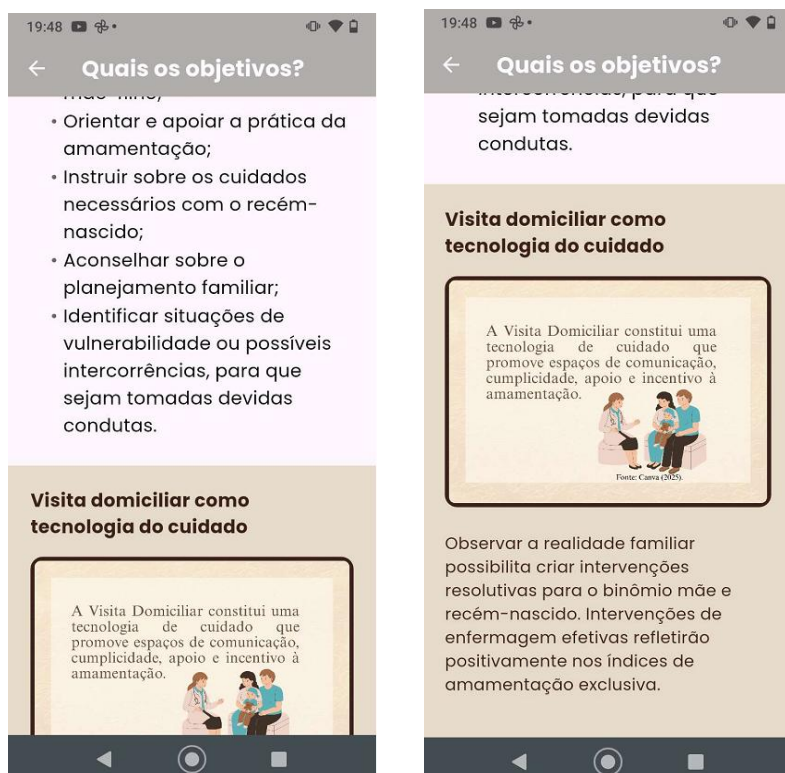 19:48
Quais os objetivos?
mãe-filho;
• Orientar e apoiar a prática da
amamentação;
• Instruir sobre os cuidados
necessários com o recém-
nascido;
• Aconselhar sobre o
planejamento familiar;
• Identificar situações de
vulnerabilidade ou possíveis
intercorrências, para que
sejam tomadas devidas
condutas.
Visita domiciliar como
tecnologia do cuidado
A Visita Domiciliar constitui uma
tecnologia de cuidado que
promove espaços de comunicação,
cumplicidade, apoio e incentivo à
amamentação.
19:48
Quais os objetivos?
intercorrências, para que
sejam tomadas devidas
condutas.
Visita domiciliar como
tecnologia do cuidado
A Visita Domiciliar constitui uma
tecnologia de cuidado que
promove espaços de comunicação,
cumplicidade, apoio e incentivo à
amamentação.
Fonte: Canva (2025).
Observar a realidade familiar
possibilita criar intervenções
resolutivas para o binômio mãe e
recém-nascido. Intervenções de
enfermagem efetivas refletirão
positivamente nos índices de
amamentação exclusiva.